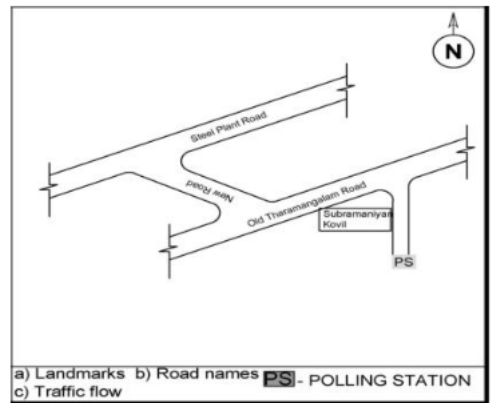 N
Steel Plant Road
New Road
Old Tharamangalam Road
Subramaniyan
Kovil
PS
a) Landmarks b) Road names PS - POLLING STATION
c) Traffic flow